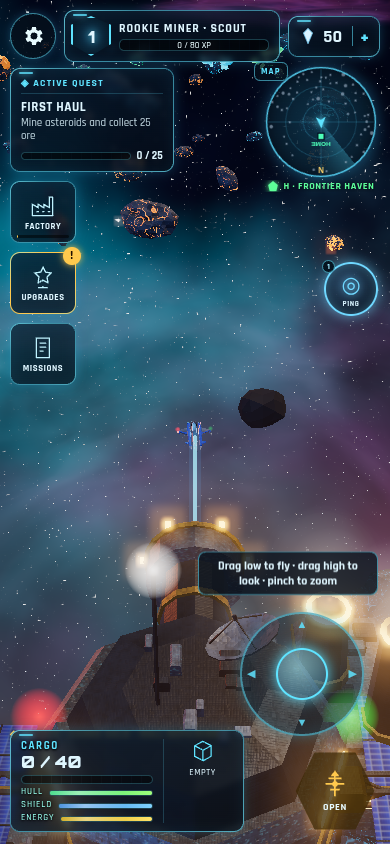 1
ROOKIE MINER · SCOUT
0 / 80 XP
50
+
MAP
ACTIVE QUEST
FIRST HAUL
Mine asteroids and collect 25
ore
0 / 25
HOME
N
H · FRONTIER HAVEN
FACTORY
!
UPGRADES
MISSIONS
1
PING
Drag low to fly · drag high to
look · pinch to zoom
CARGO
0 / 40
HULL
SHIELD
ENERGY
EMPTY
OPEN